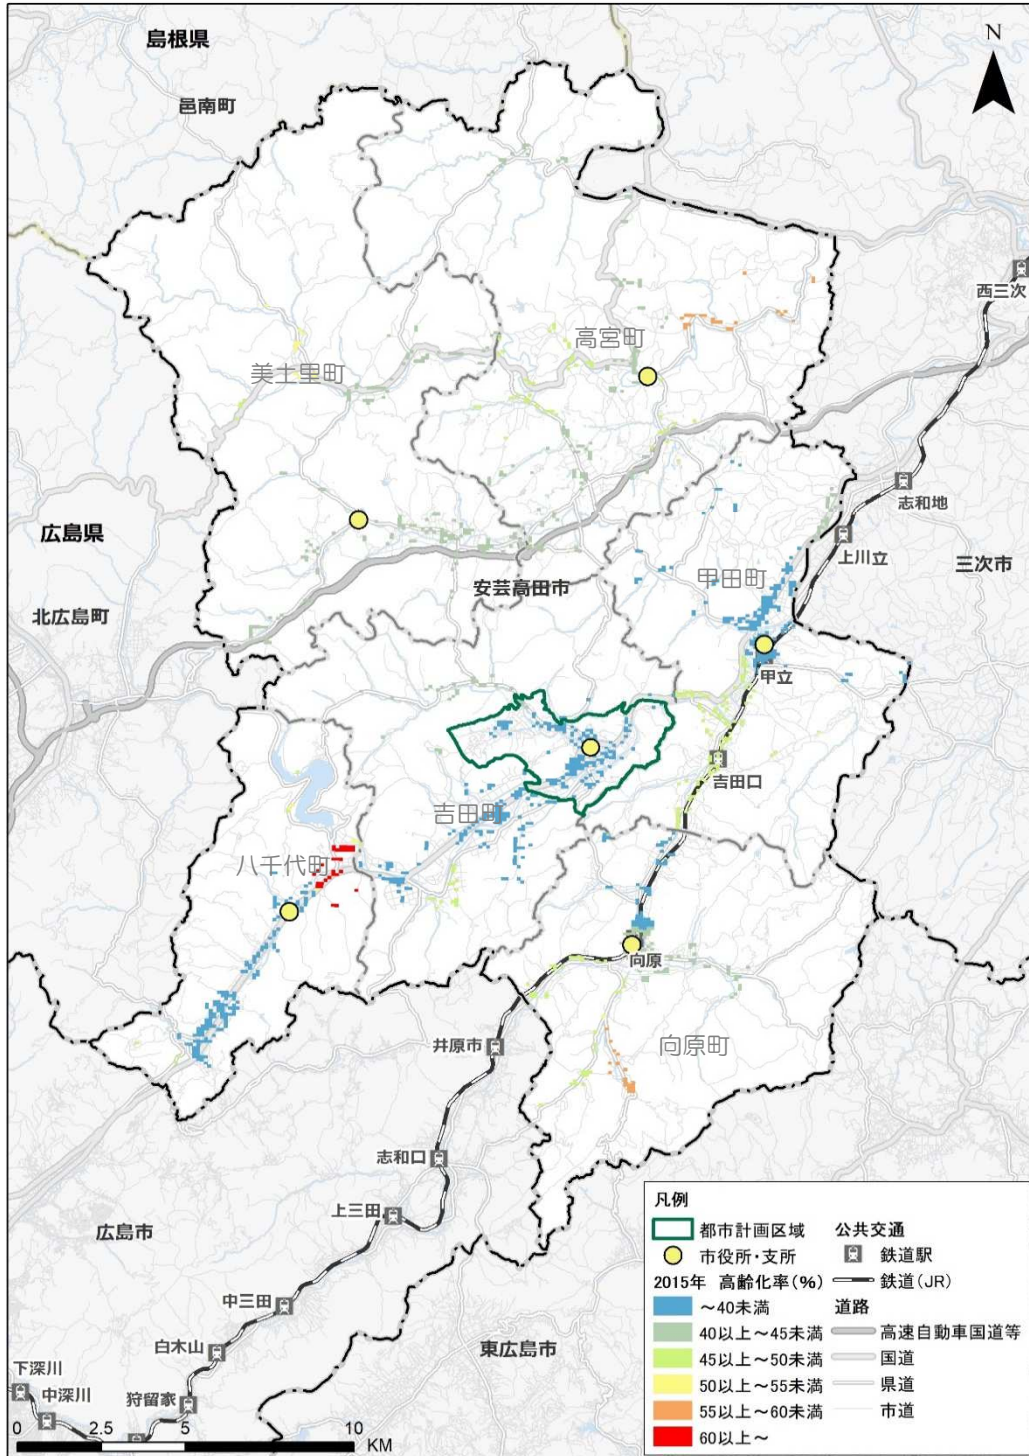 島根県
N
邑南町
西三次
高宮町
美土里町
志和地
広島県
上川立
三次市
甲田町
安芸高田市
北広島町
甲立
吉田口
吉田町
八千代町
向原
井原市
向原町
志和口
上三田
広島市
中三田
白木山
東広島市
下深川
中深川
狩留家
0 2.5 5 10
KM
凡例
都市計画区域
市役所・支所
2015年 高齢化率(%)
~40未満
40以上~45未満
45以上~50未満
50以上~55未満
55以上~60未満
60以上~
公共交通
鉄道駅
鉄道(JR)
道路
高速自動車国道等
国道
県道
市道